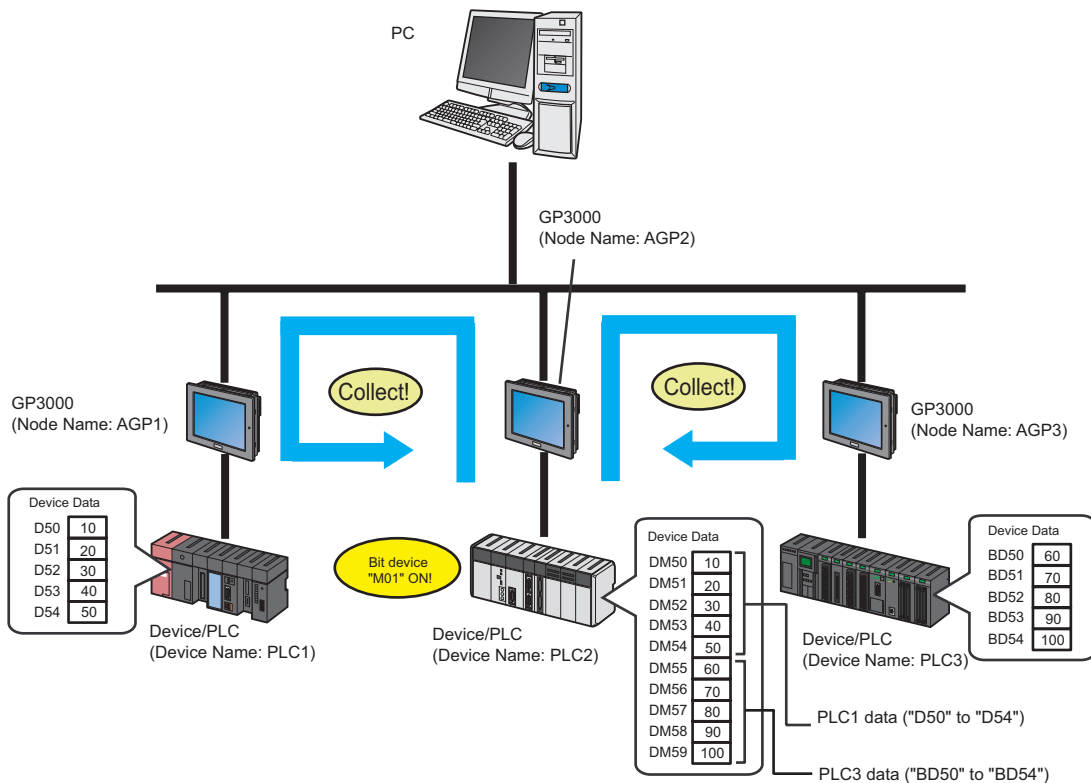 PC
GP3000
(Node Name: AGP2)
Collect!
Collect!
GP3000
(Node Name: AGP1)
GP3000
(Node Name: AGP3)
Device Data
D50 10
D51 20
D52 30
D53 40
D54 50
Device/PLC
(Device Name: PLC1)
Bit device
"M01" ON!
Device/PLC
(Device Name: PLC2)
Device Data
DM50 10
DM51 20
DM52 30
DM53 40
DM54 50
DM55 60
DM56 70
DM57 80
DM58 90
DM59 100
Device/PLC
(Device Name: PLC3)
Device Data
BD50 60
BD51 70
BD52 80
BD53 90
BD54 100
PLC1 data ("D50" to "D54")
PLC3 data ("BD50" to "BD54")